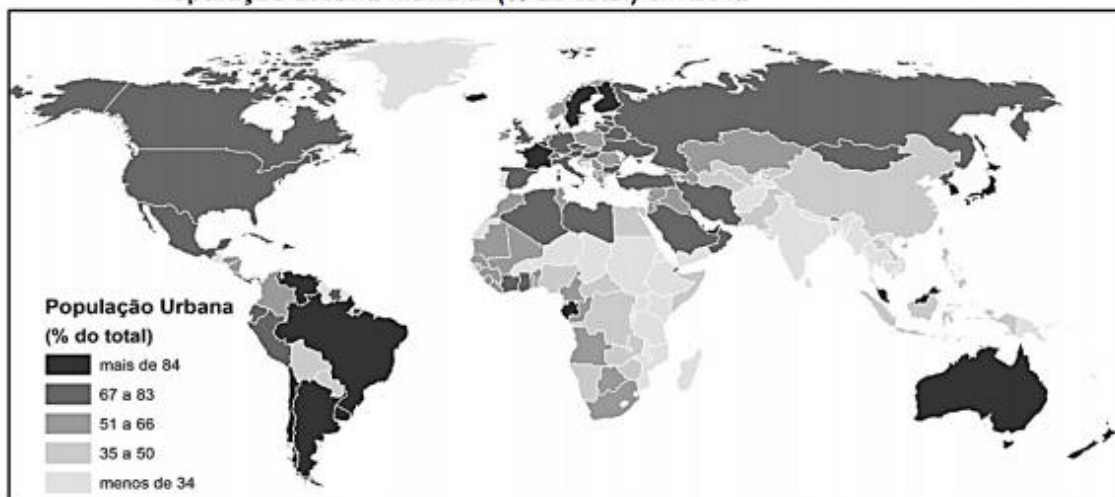 População Urbana
(% do total)
mais de 84
67 a 83
51 a 66
35 a 50
menos de 34